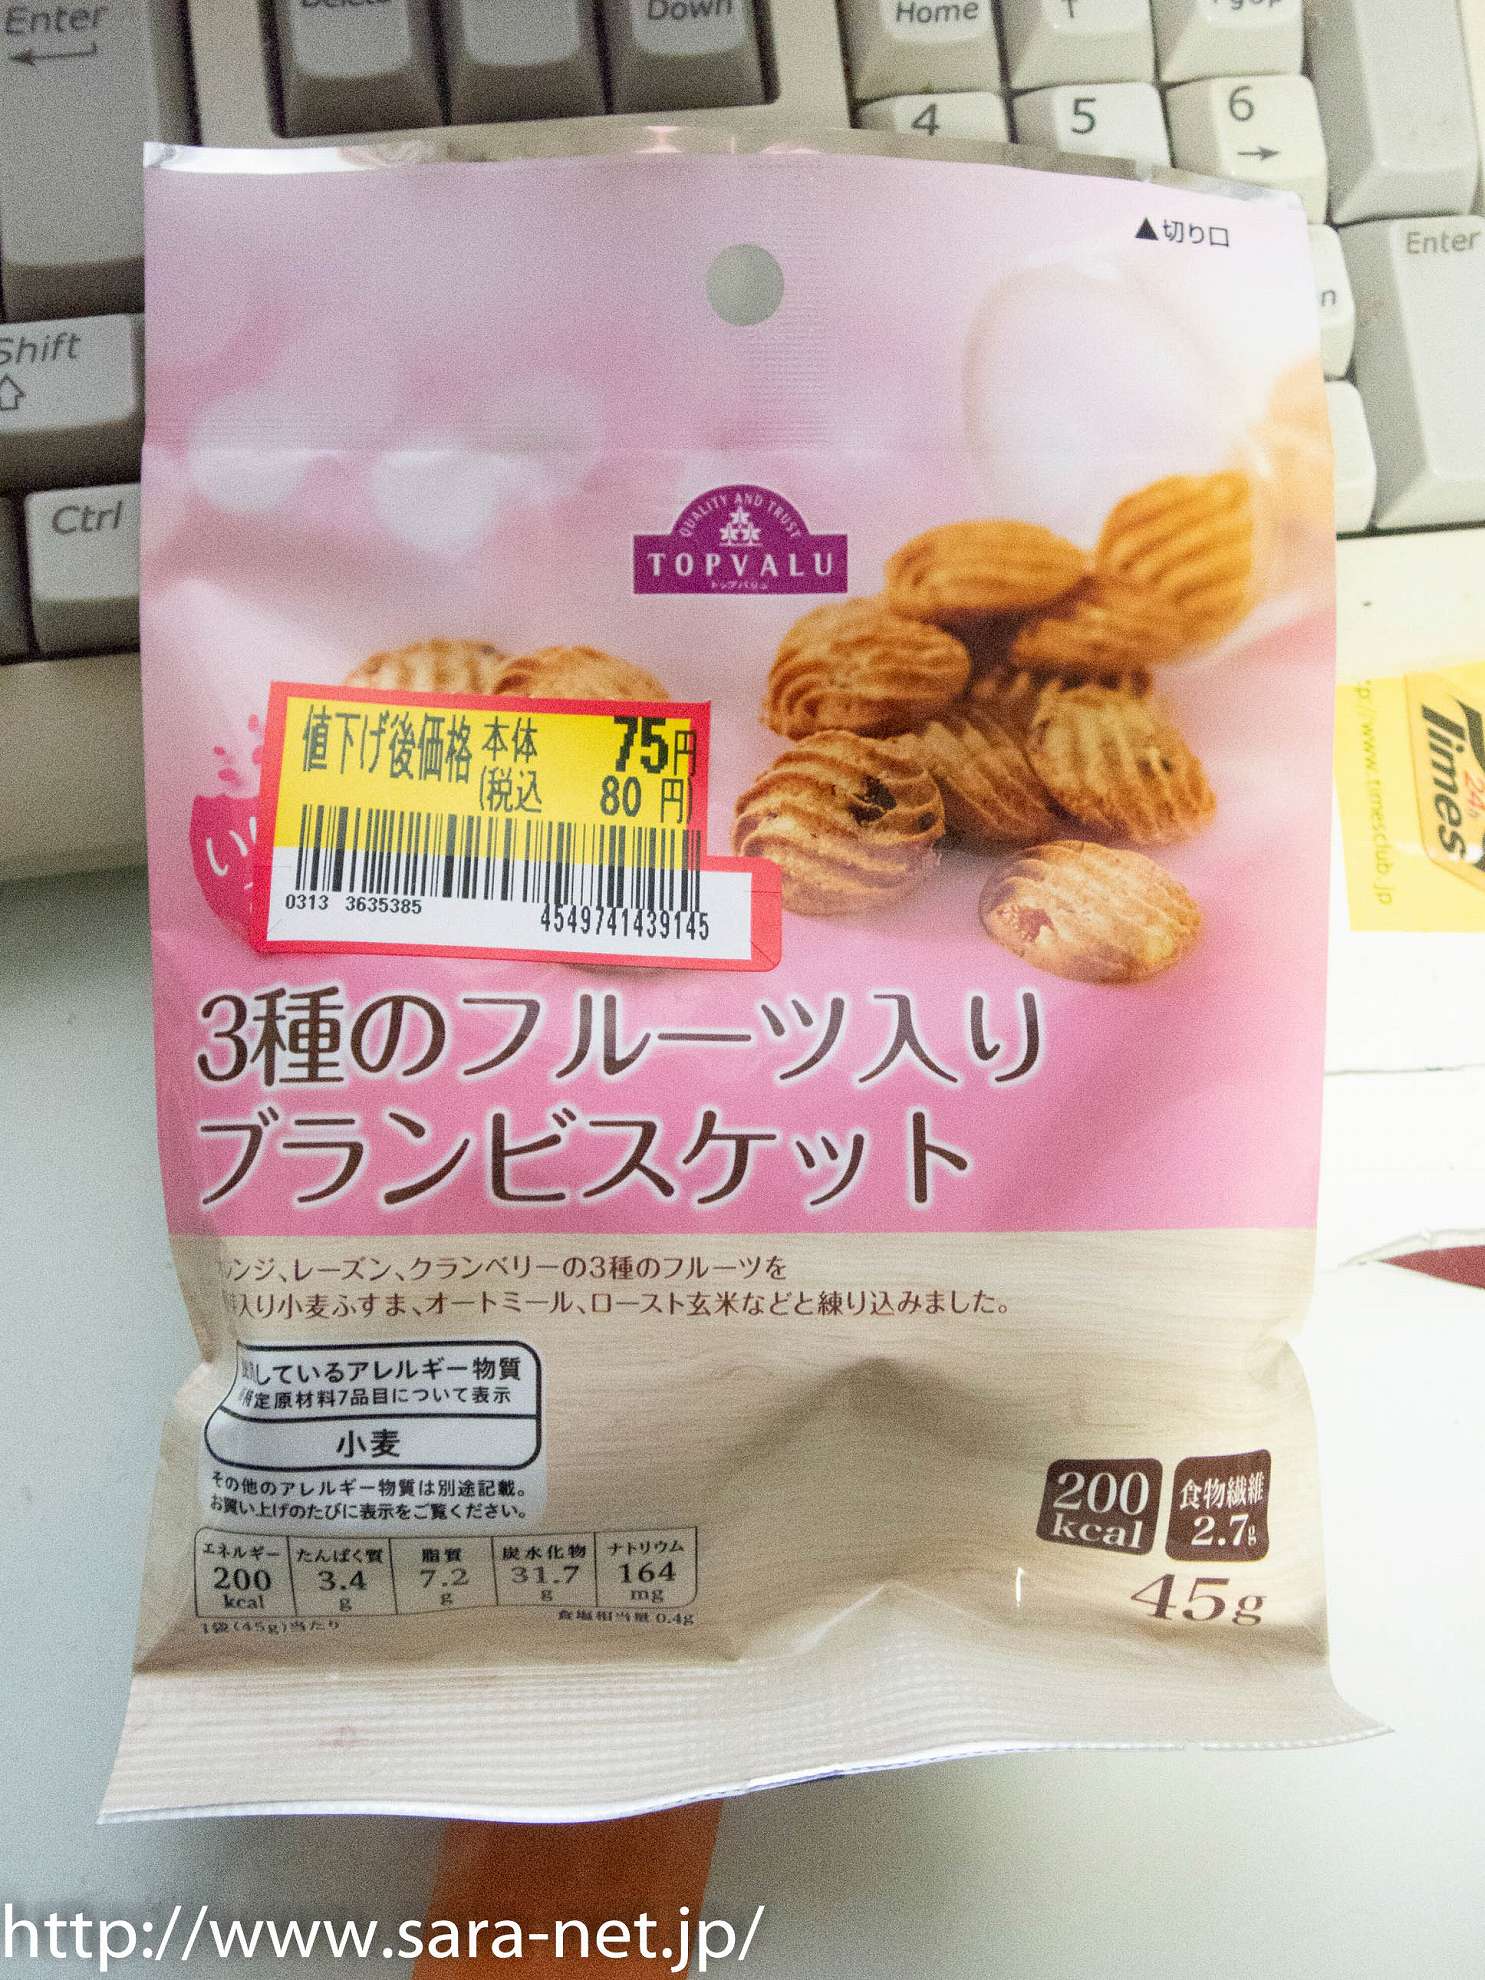 Enter
Delete
Down
Home
4
5
6
Shift
Ctrl
Enter
▲切り口
QUALITY AND TRUST
TOPVALU
トップバリュ
値下げ後価格 本体 75円
(税込 80 円)
0313 3635385
4549741439145
3種のフルーツ入り
ブランビスケット
ンジ、レーズン、クランベリーの3種のフルーツを
入り小麦ふすま、オートミール、ロースト玄米などと練り込みました。
しているアレルギー物質
特定原材料7品目について表示
小麦
その他のアレルギー物質は別途記載。
お買い上げのたびに表示をご覧ください。
エネルギー たんぱく質 脂質 炭水化物 ナトリウム
200 3.4 7.2 31.7 164
kcal g g g mg
1袋(45g)当たり 食塩相当量 0.4g
200 kcal
食物繊維 2.7g
45g
Times
24h
www.timesclub.jp
http://www.sara-net.jp/